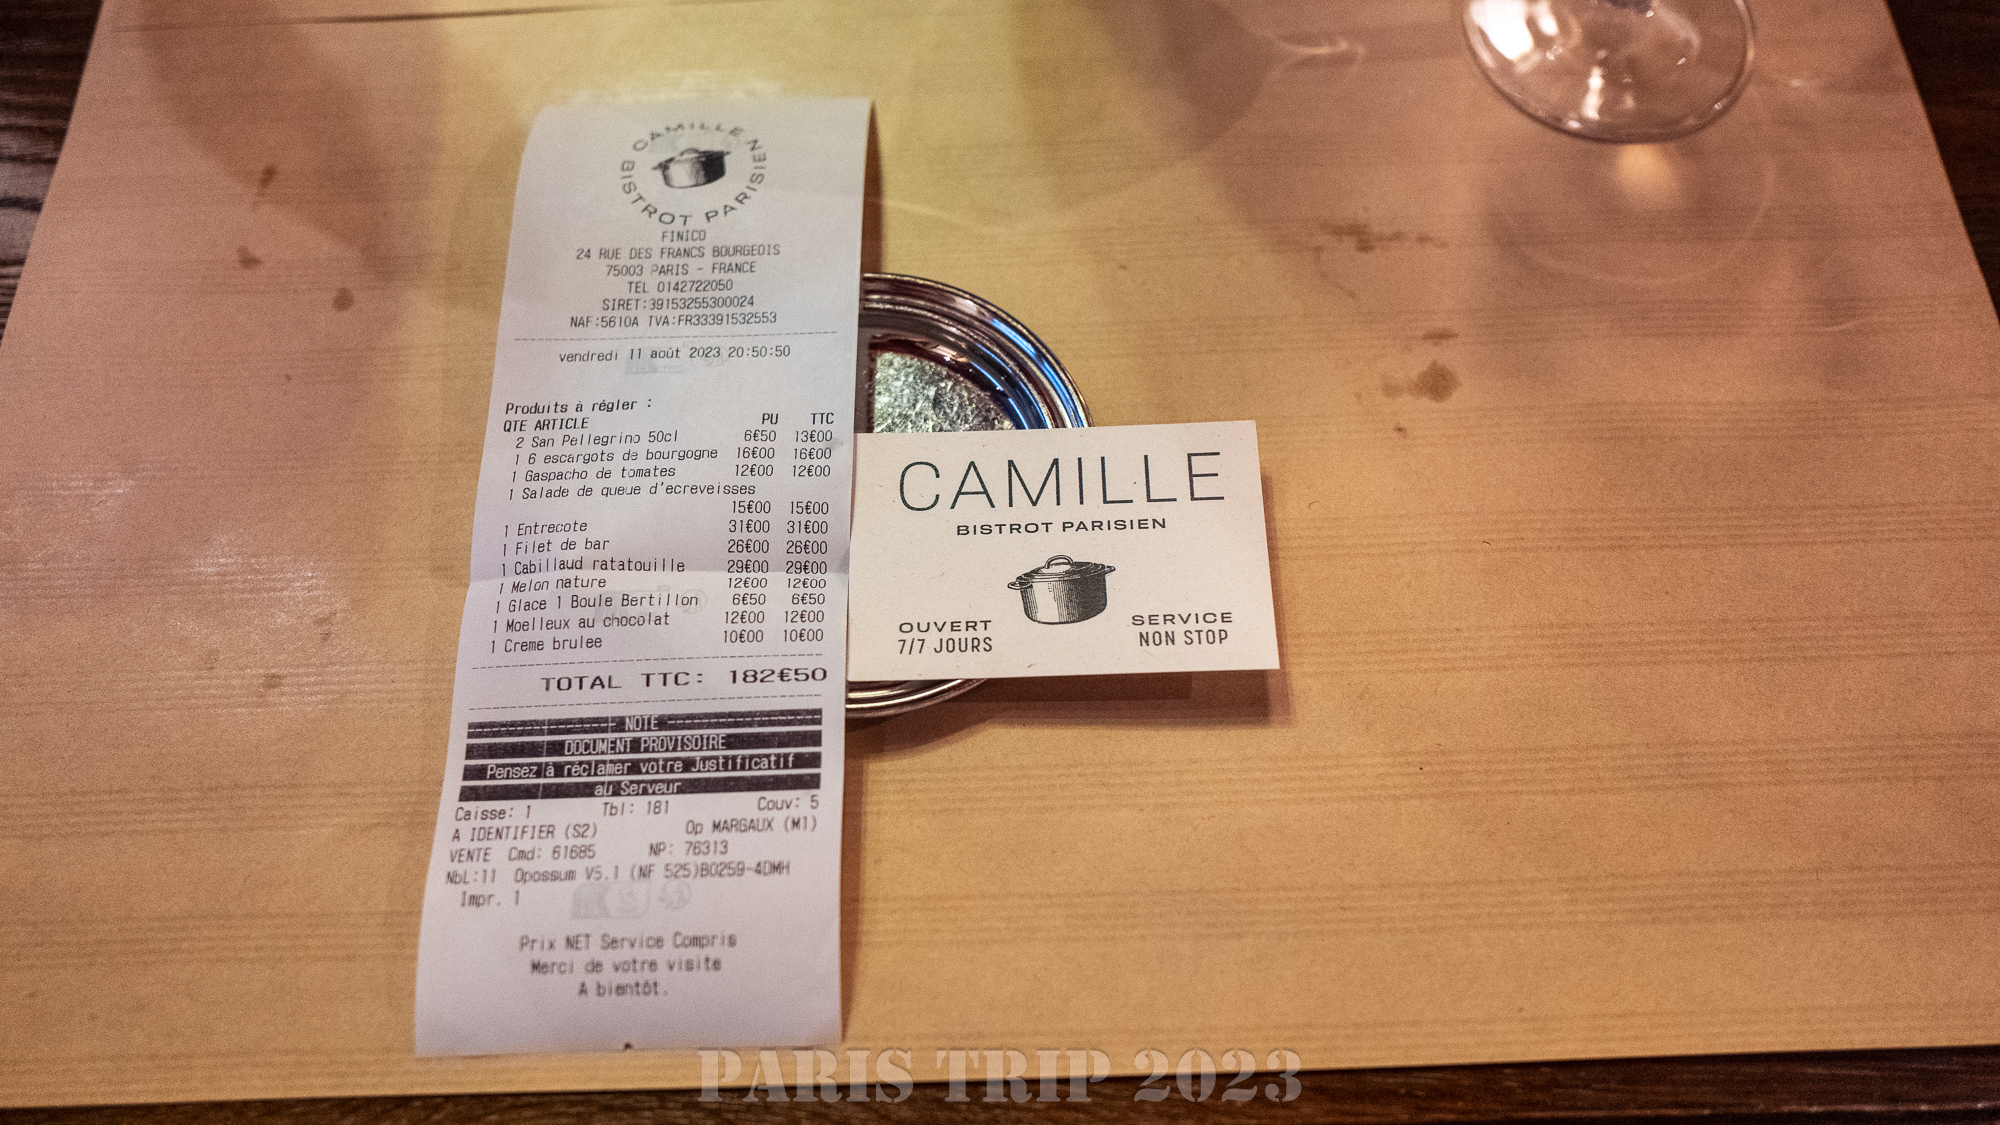 CAMILLE
BISTROT PARISIEN
FINICO
24 RUE DES FRANCS BOURGEOIS
75003 PARIS - FRANCE
TEL 0142722050
SIRET:39153255300024
NAF:5610A TVA:FR33391532553
vendredi 11 août 2023 20:50:50
Produits à régler :
QTE ARTICLE PU TTC
2 San Pellegrino 50cl 6€50 13€00
1 6 escargots de bourgogne 16€00 16€00
1 Gaspacho de tomates 12€00 12€00
1 Salade de queue d'ecreveisses
15€00 15€00
1 Entrecote 31€00 31€00
1 Filet de bar 26€00 26€00
1 Cabillaud ratatouille 29€00 29€00
1 Melon nature 12€00 12€00
1 Glace 1 Boule Bertillon 6€50 6€50
1 Moelleux au chocolat 12€00 12€00
1 Creme brulee 10€00 10€00
TOTAL TTC: 182€50
NOTE
DOCUMENT PROVISOIRE
Pensez à réclamer votre Justificatif
au Serveur
Caisse: 1 Tbl: 181 Couv: 5
A IDENTIFIER (S2) Op MARGAUX (M1)
VENTE Cmd: 61685 NP: 76313
NbL:11 Opossum V5.1 (NF 525)B0259-4DMH
Impr. 1
Prix NET Service Compris
Merci de votre visite
A bientôt.
CAMILLE
BISTROT PARISIEN
OUVERT
7/7 JOURS
SERVICE
NON STOP
PARIS TRIP 2023